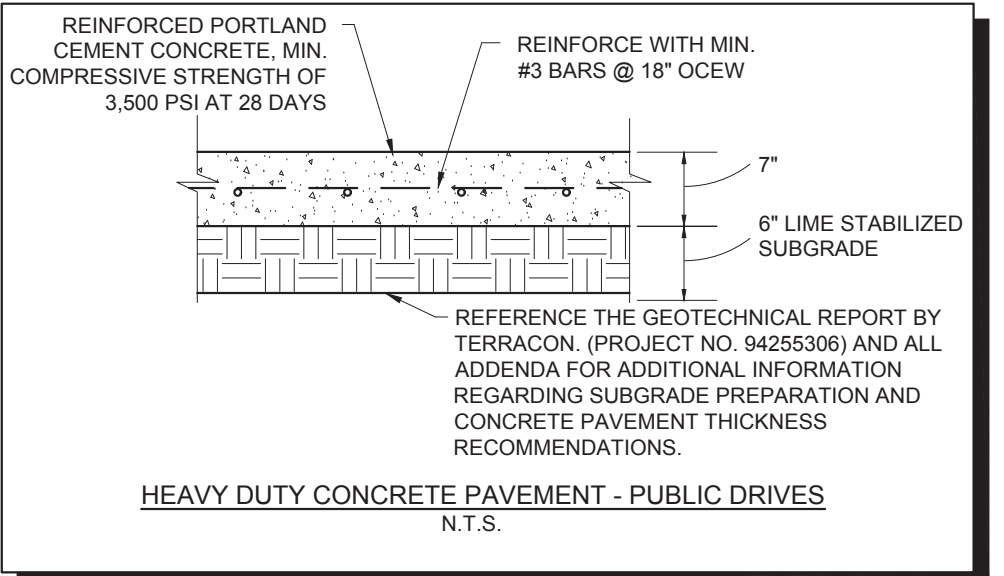 REINFORCED PORTLAND
CEMENT CONCRETE, MIN.
COMPRESSIVE STRENGTH OF
3,500 PSI AT 28 DAYS
REINFORCE WITH MIN.
#3 BARS @ 18" OCEW
7"
6" LIME STABILIZED
SUBGRADE
REFERENCE THE GEOTECHNICAL REPORT BY
TERRACON. (PROJECT NO. 94255306) AND ALL
ADDENDA FOR ADDITIONAL INFORMATION
REGARDING SUBGRADE PREPARATION AND
CONCRETE PAVEMENT THICKNESS
RECOMMENDATIONS.
HEAVY DUTY CONCRETE PAVEMENT - PUBLIC DRIVES
N.T.S.